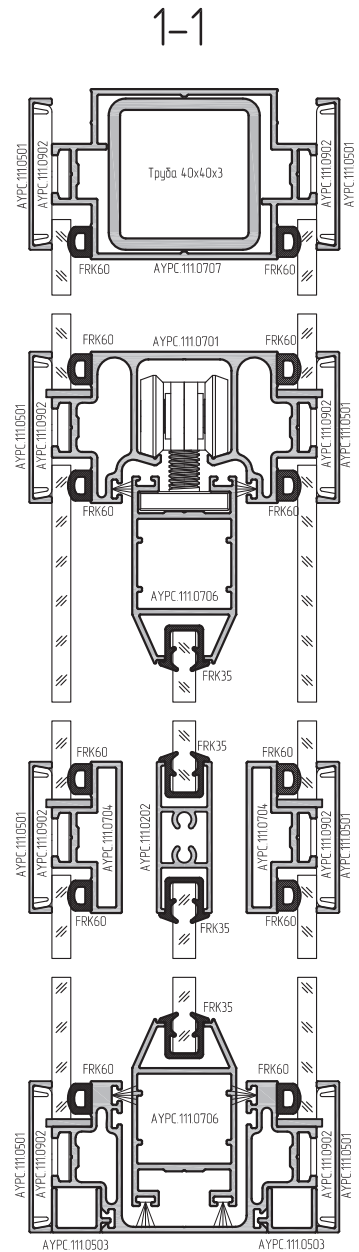 1-1
AYPC.111.0501
AYPC.111.0902
Труба 40x40x3
AYPC.111.0902
AYPC.111.0501
FRK60
AYPC.111.0707
FRK60
FRK60
AYPC.111.0701
FRK60
AYPC.111.0501
AYPC.111.0902
AYPC.111.0902
AYPC.111.0501
FRK60
FRK60
AYPC.111.0706
FRK35
FRK60
FRK35
FRK60
AYPC.111.0501
AYPC.111.0902
AYPC.111.0704
AYPC.111.0202
AYPC.111.0704
AYPC.111.0902
AYPC.111.0501
FRK60
FRK35
FRK60
FRK35
FRK60
FRK60
AYPC.111.0501
AYPC.111.0902
AYPC.111.0706
AYPC.111.0902
AYPC.111.0501
AYPC.111.0503
AYPC.111.0503